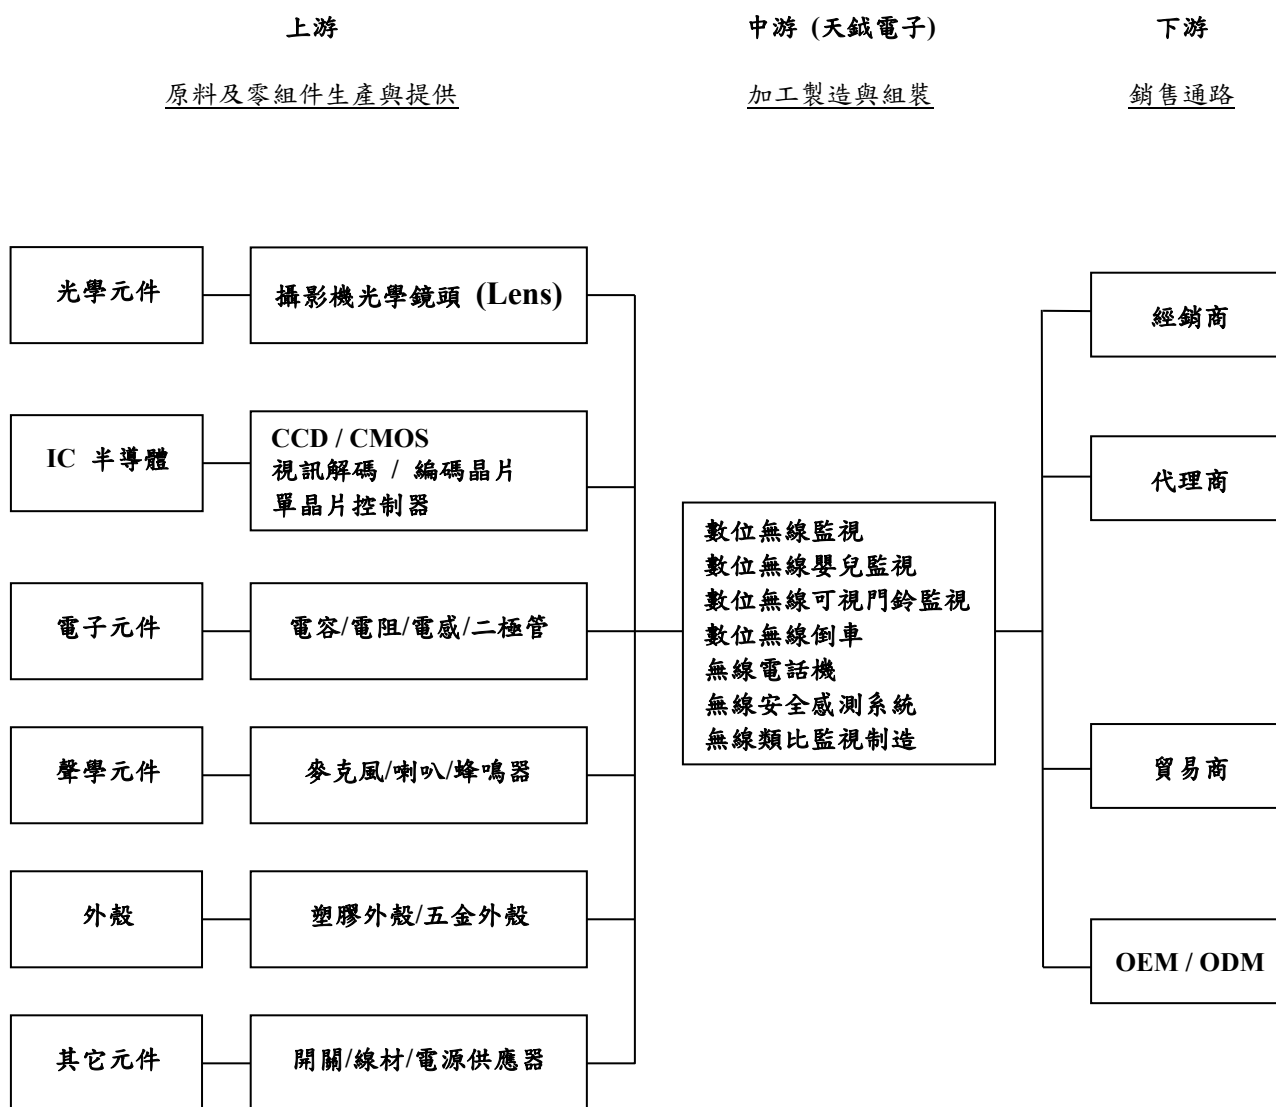 上游
中游 (天鉞電子)
下游
原料及零組件生產與提供
加工製造與組裝
銷售通路
光學元件
攝影機光學鏡頭 (Lens)
IC 半導體
CCD / CMOS
視訊解碼 / 編碼晶片
單晶片控制器
電子元件
電容/電阻/電感/二極管
聲學元件
麥克風/喇叭/蜂鳴器
外殼
塑膠外殼/五金外殼
其它元件
開關/線材/電源供應器
數位無線監視
數位無線嬰兒監視
數位無線可視門鈴監視
數位無線倒車
無線電話機
無線安全感測系統
無線類比監視制造
經銷商
代理商
貿易商
OEM / ODM